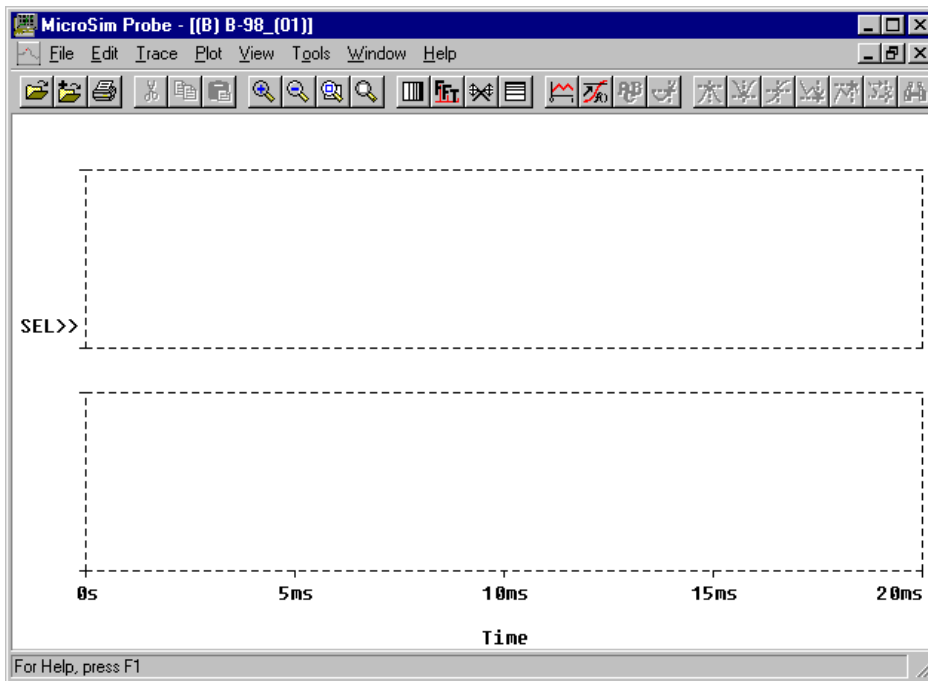 MicroSim Probe - [(B) B-98_(01)]
File Edit Trace Plot View Tools Window Help
FFT
SEL>>
0s 5ms 10ms 15ms 20ms
Time
For Help, press F1